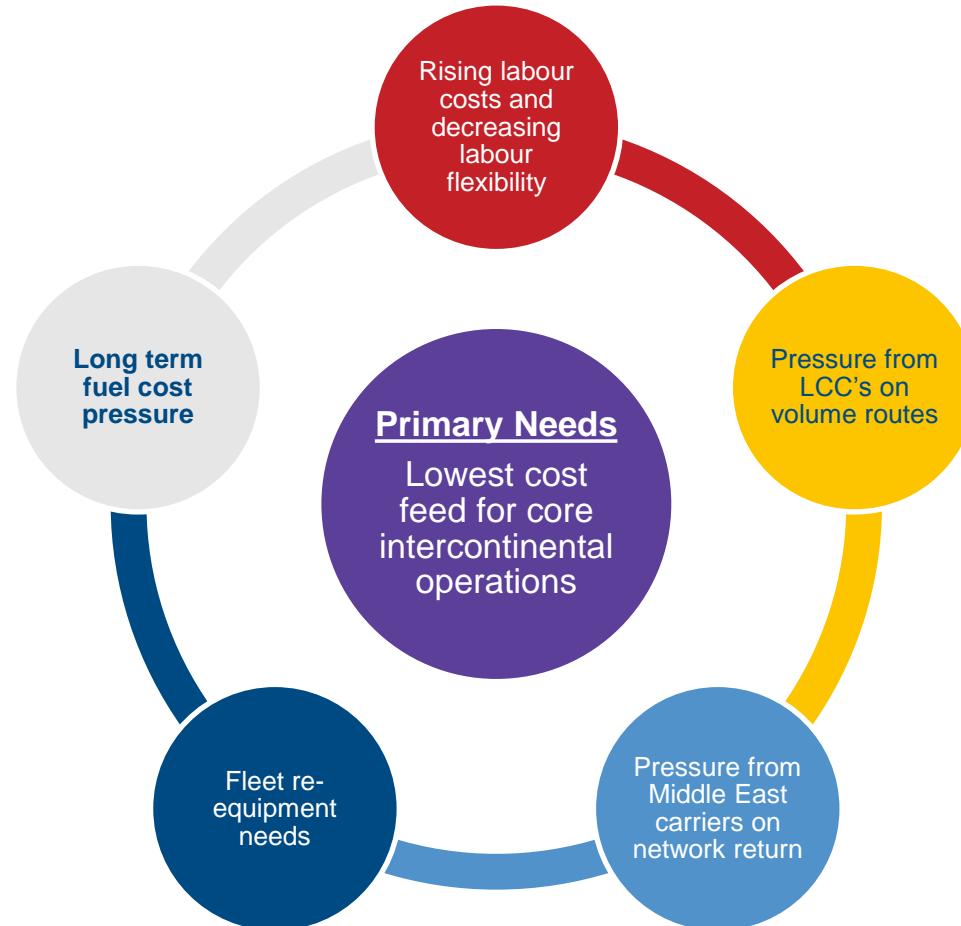 Rising labour
costs and
decreasing
labour
flexibility
Pressure from
LCC's on
volume routes
Pressure from
Middle East
carriers on
network return
Fleet re-
equipment
needs
Long term
fuel cost
pressure
Primary Needs
Lowest cost
feed for core
intercontinental
operations